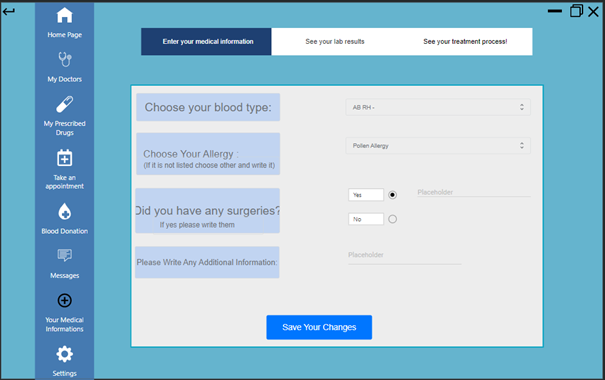 Home Page
My Doctors
My Prescribed
Drugs
Take an
appointment
Blood Donation
Messages
Your Medical
Informations
Settings
Enter your medical information
See your lab results
See your treatment process!
Choose your blood type:
AB RH -
Choose Your Allergy :
(If it is not listed choose other and write it)
Pollen Allergy
Did you have any surgeries?
If yes please write them
Yes
Placeholder
No
Please Write Any Additional Information:
Placeholder
Save Your Changes